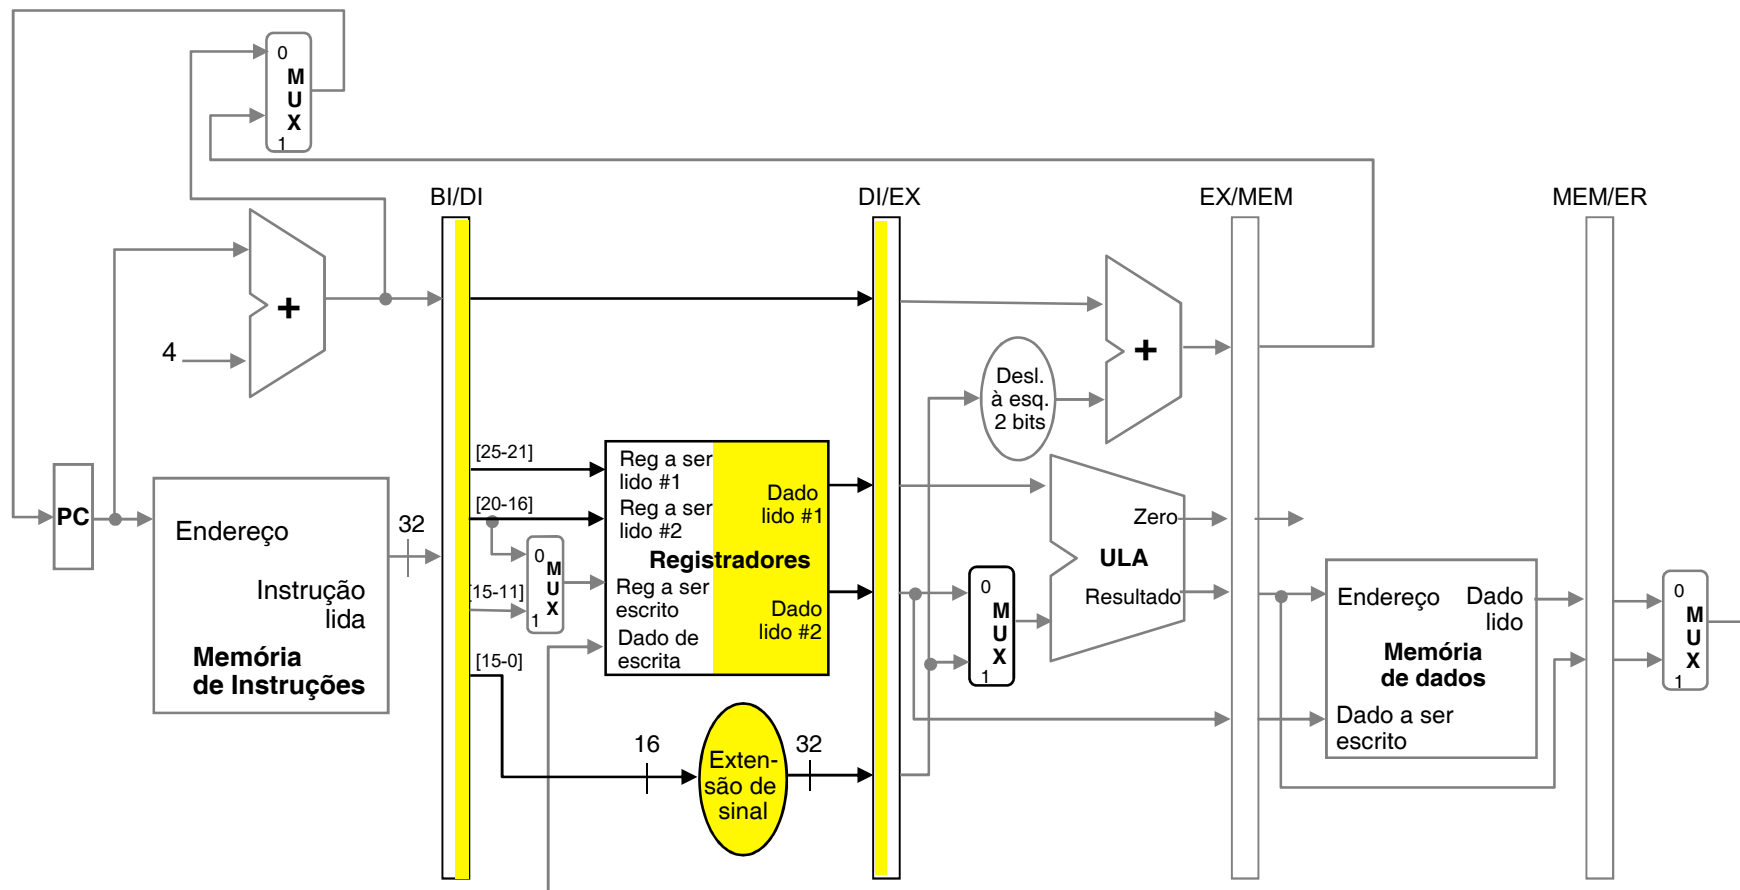 0
M
U
X
1
BI/DI
DI/EX
EX/MEM
MEM/ER
+
4
+
Desl.
à esq.
2 bits
PC
Endereço
Instrução
lida
Memória
de Instruções
32
[25-21]
[20-16]
[15-11]
[15-0]
0
M
U
X
1
Reg a ser
lido #1
Reg a ser
lido #2
Registradores
Reg a ser
escrito
Dado de
escrita
Dado
lido #1
Dado
lido #2
16
Exten-
são de
sinal
32
0
M
U
X
1
Zero
ULA
Resultado
Endereço
Dado
lido
Memória
de dados
Dado a ser
escrito
0
M
U
X
1